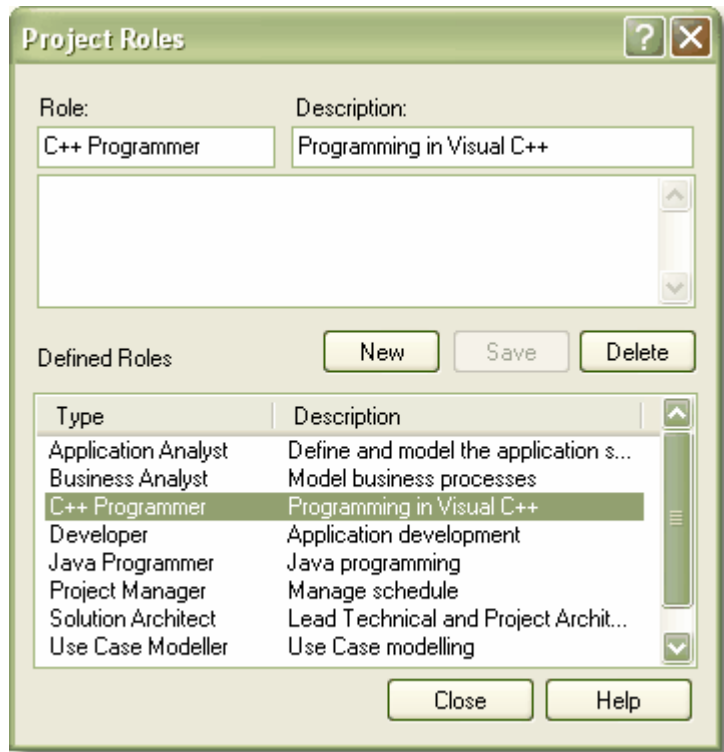 Project Roles
Role: Description:
C++ Programmer Programming in Visual C++
Defined Roles New Save Delete
Type Description
Application Analyst Define and model the application s...
Business Analyst Model business processes
C++ Programmer Programming in Visual C++
Developer Application development
Java Programmer Java programming
Project Manager Manage schedule
Solution Architect Lead Technical and Project Archit...
Use Case Modeller Use Case modelling
Close Help